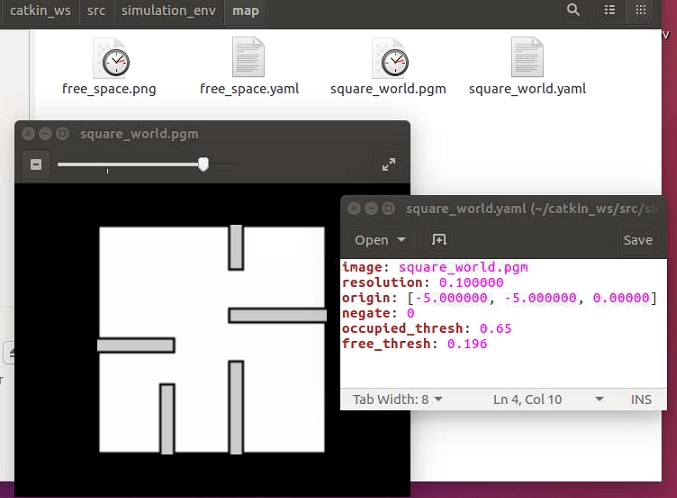 catkin_ws src simulation_env map
free_space.png free_space.yaml square_world.pgm square_world.yaml
square_world.pgm
square_world.yaml (~/catkin_ws/src/si
Open Save
image: square_world.pgm
resolution: 0.100000
origin: [-5.000000, -5.000000, 0.00000]
negate: 0
occupied_thresh: 0.65
free_thresh: 0.196
Tab Width: 8 Ln 4, Col 10 INS